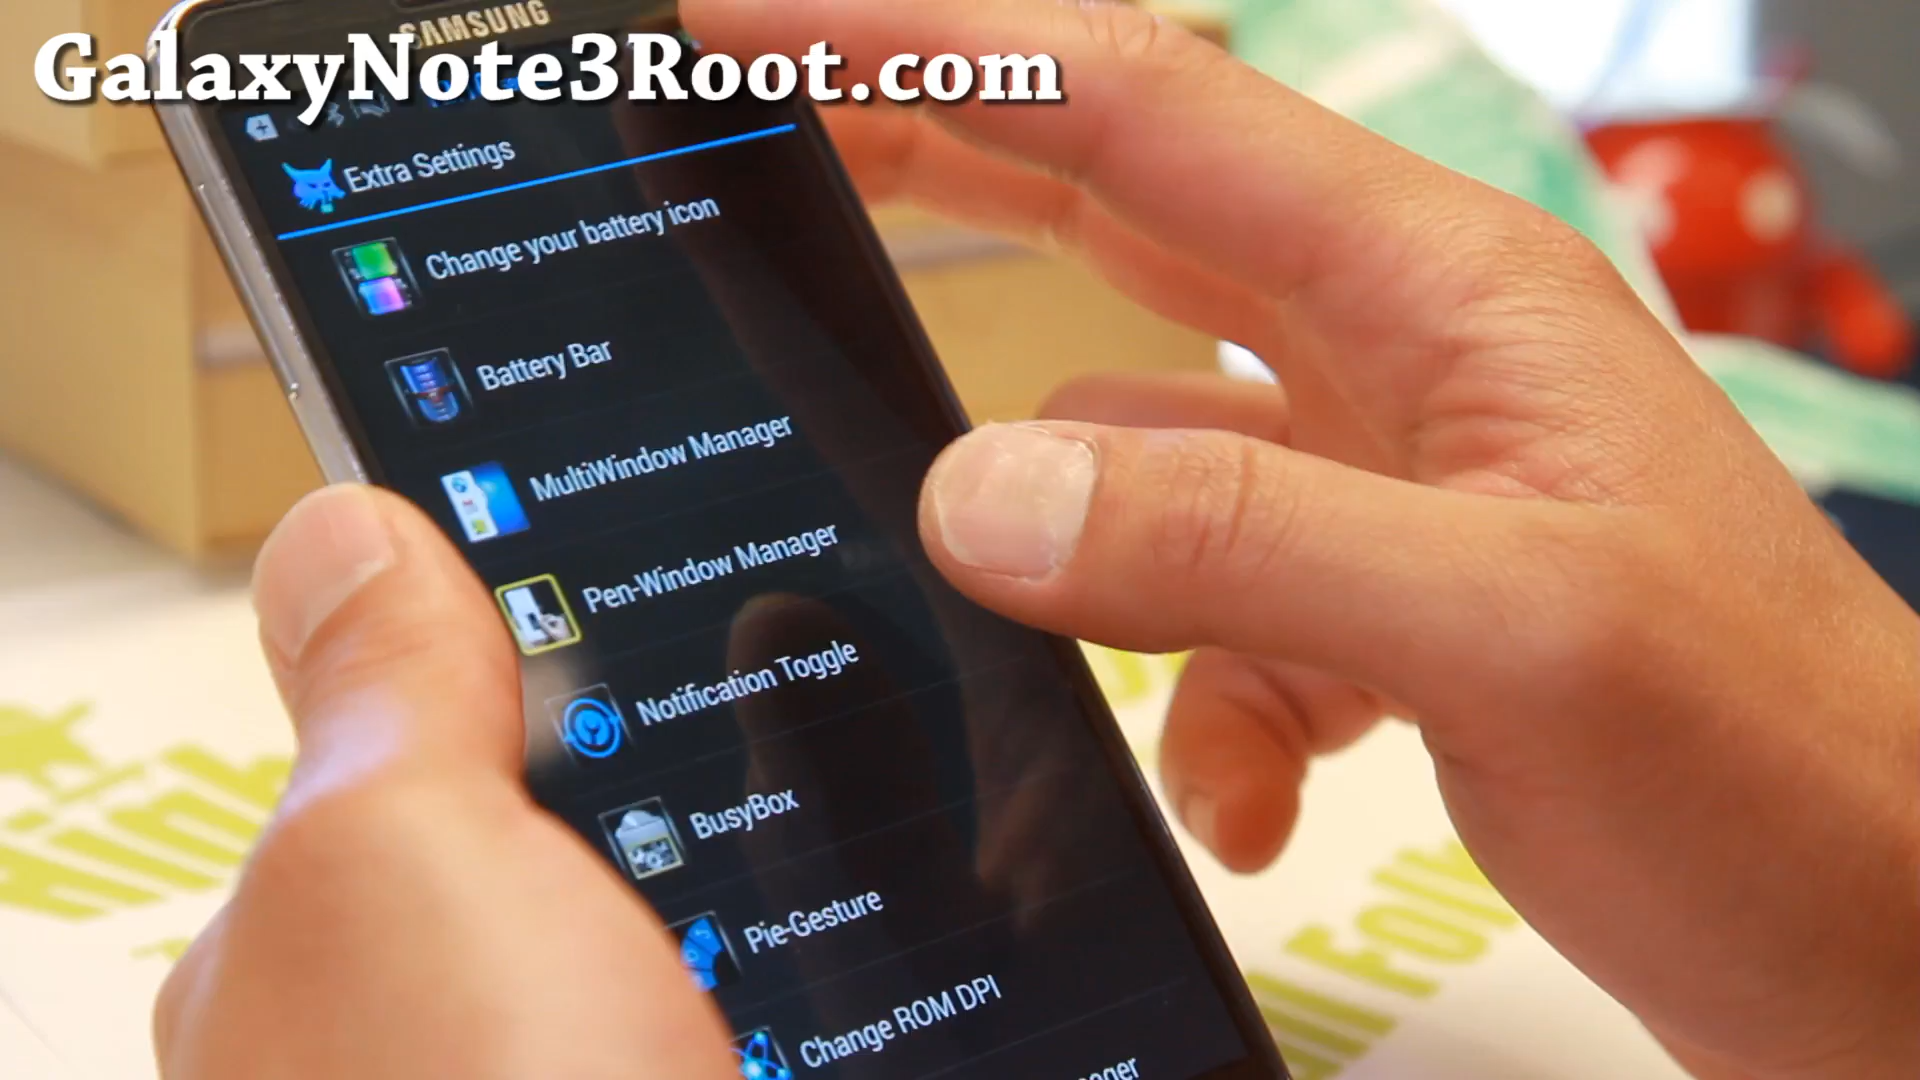 SAMSUNG
GalaxyNote3Root.com
Extra Settings
Change your battery icon
Battery Bar
MultiWindow Manager
Pen-Window Manager
Notification Toggle
BusyBox
Pie-Gesture
Change ROM DPI